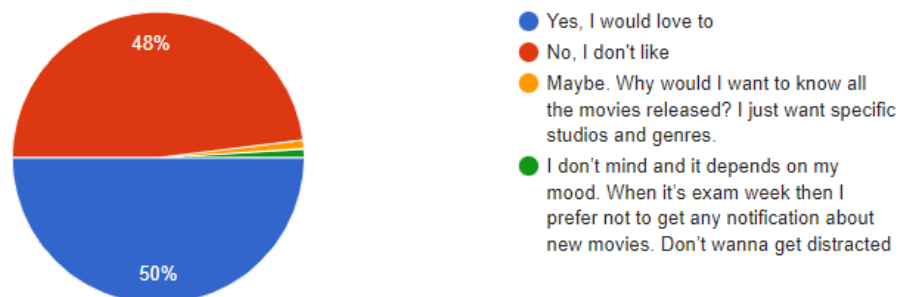 48%
50%
Yes, I would love to
No, I don't like
Maybe. Why would I want to know all
the movies released? I just want specific
studios and genres.
I don't mind and it depends on my
mood. When it’s exam week then I
prefer not to get any notification about
new movies. Don’t wanna get distracted